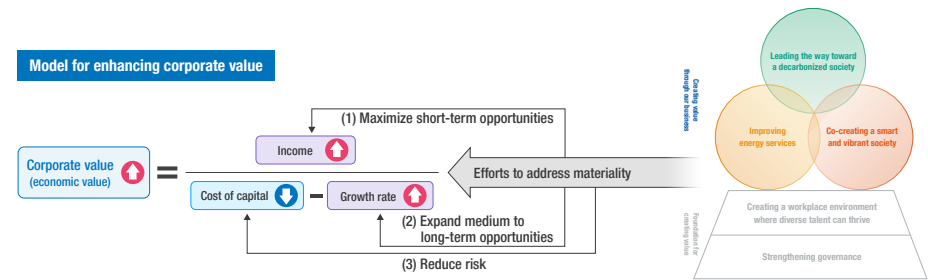 Model for enhancing corporate value
Corporate value
(economic value)
=
(1) Maximize short-term opportunities
Income
Cost of capital
–
Growth rate
(2) Expand medium to
long-term opportunities
(3) Reduce risk
Efforts to address materiality
Creating value
through our business
Leading the way toward
a decarbonized society
Improving
energy services
Co-creating a smart
and vibrant society
Foundation for
creating value
Creating a workplace environment
where diverse talent can thrive
Strengthening governance